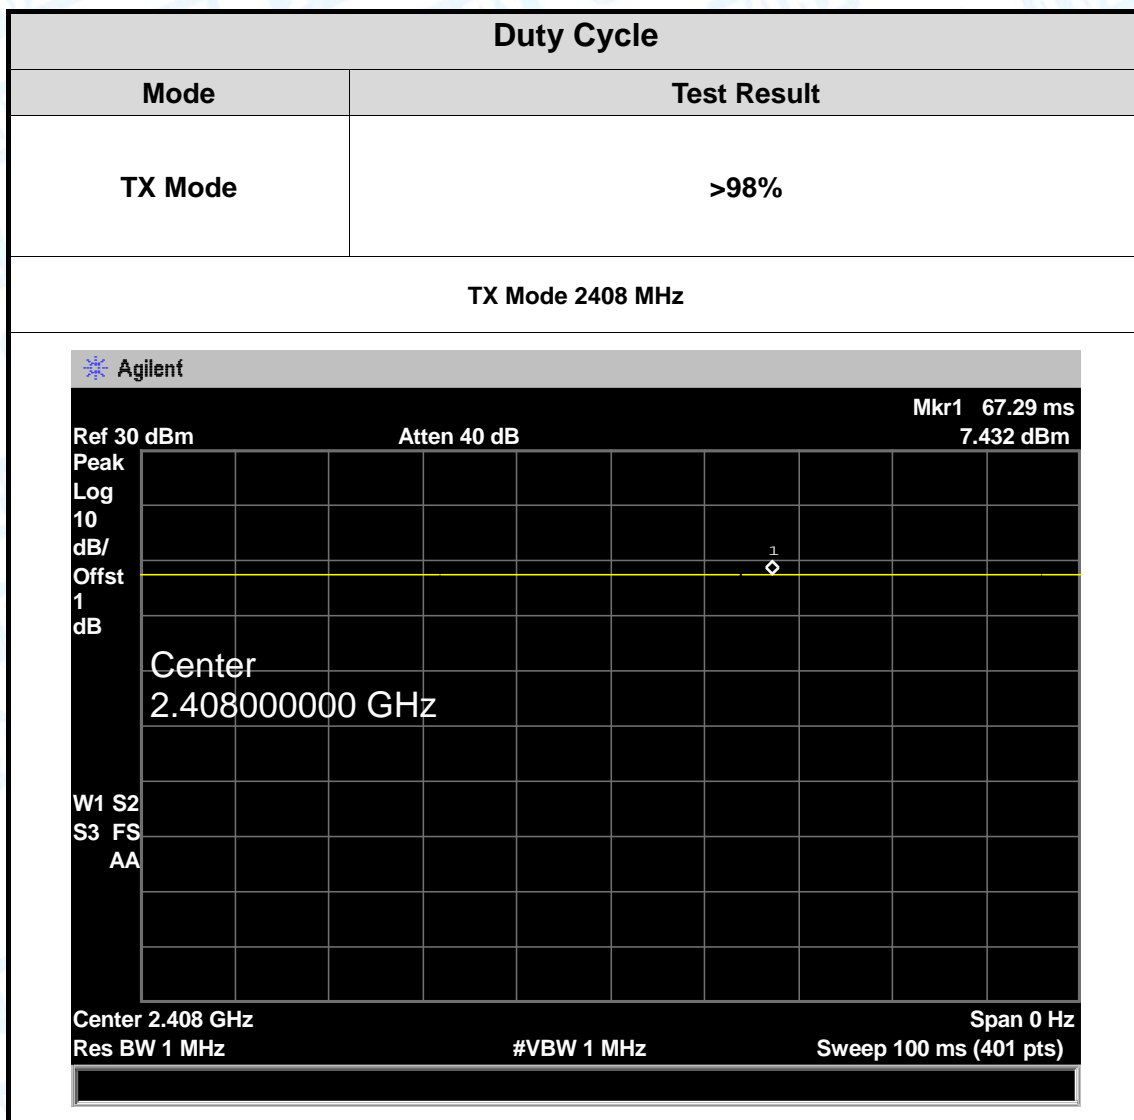 Duty Cycle
Mode Test Result
TX Mode >98%
TX Mode 2408 MHz
Agilent
Mkr1 67.29 ms
Ref 30 dBm Atten 40 dB 7.432 dBm
Peak
Log
10
dB/
1
Offst
1
dB
Center
2.408000000 GHz
W1 S2
S3 FS
AA
Center 2.408 GHz Span 0 Hz
Res BW 1 MHz #VBW 1 MHz Sweep 100 ms (401 pts)